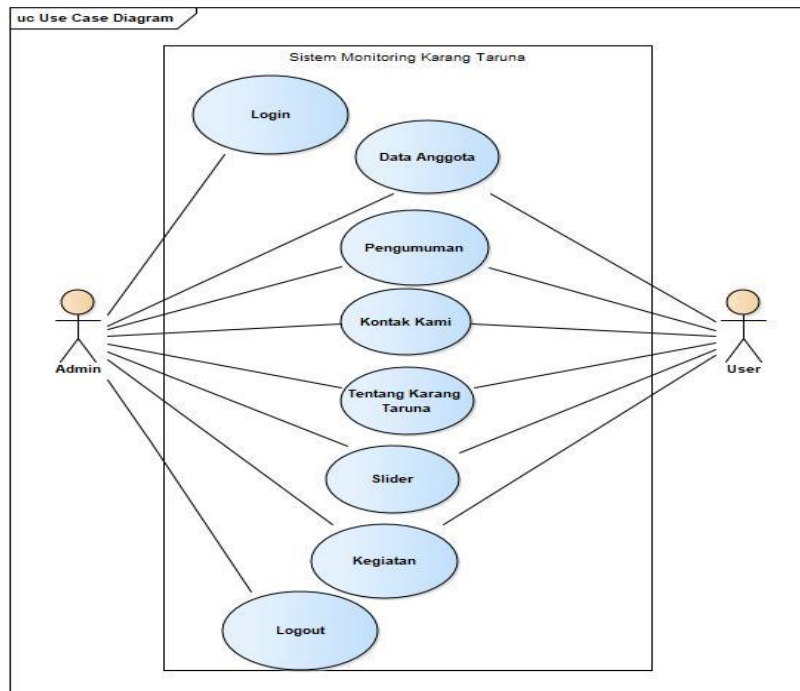 uc Use Case Diagram
Sistem Monitoring Karang Taruna
Login
Data Anggota
Pengumuman
Kontak Kami
Admin
User
Tentang Karang
Taruna
Slider
Kegiatan
Logout